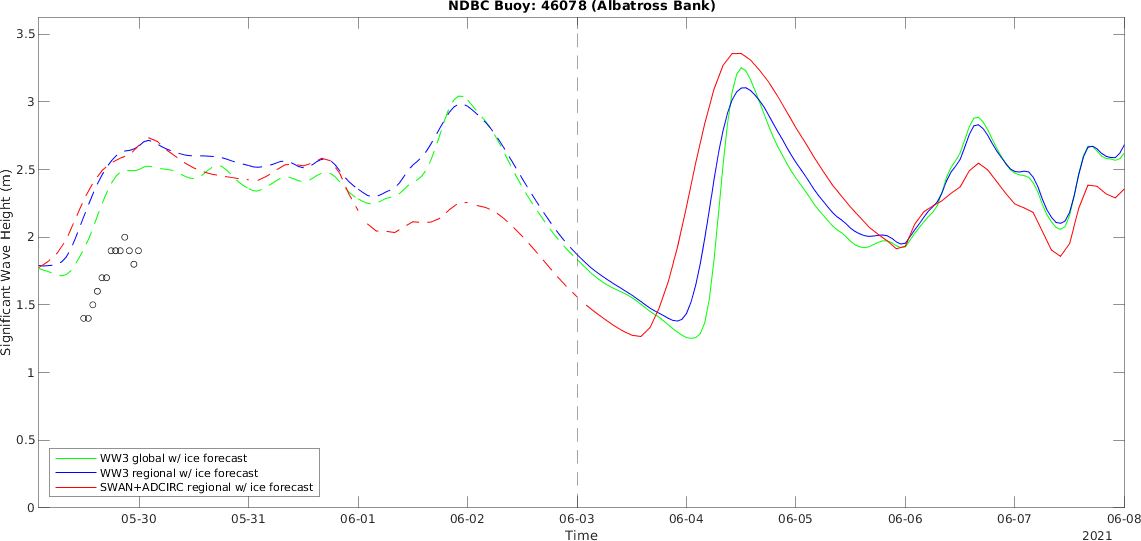 NDBC Buoy: 46078 (Albatross Bank)
Significant Wave Height (m)
3.5
3
2.5
2
1.5
1
0.5
0
WW3 global w/ ice forecast
WW3 regional w/ ice forecast
SWAN+ADCIRC regional w/ ice forecast
05-30 05-31 06-01 06-02 06-03 06-04 06-05 06-06 06-07 06-08
Time
2021